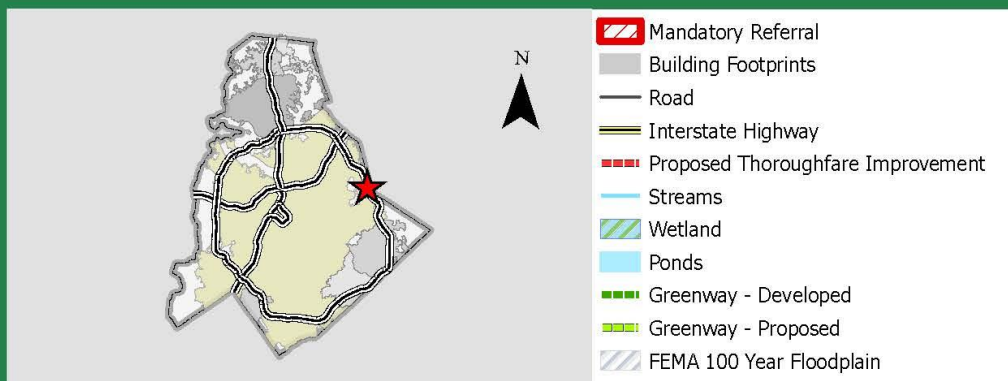 N
Mandatory Referral
Building Footprints
Road
Interstate Highway
Proposed Thoroughfare Improvement
Streams
Wetland
Ponds
Greenway - Developed
Greenway - Proposed
FEMA 100 Year Floodplain